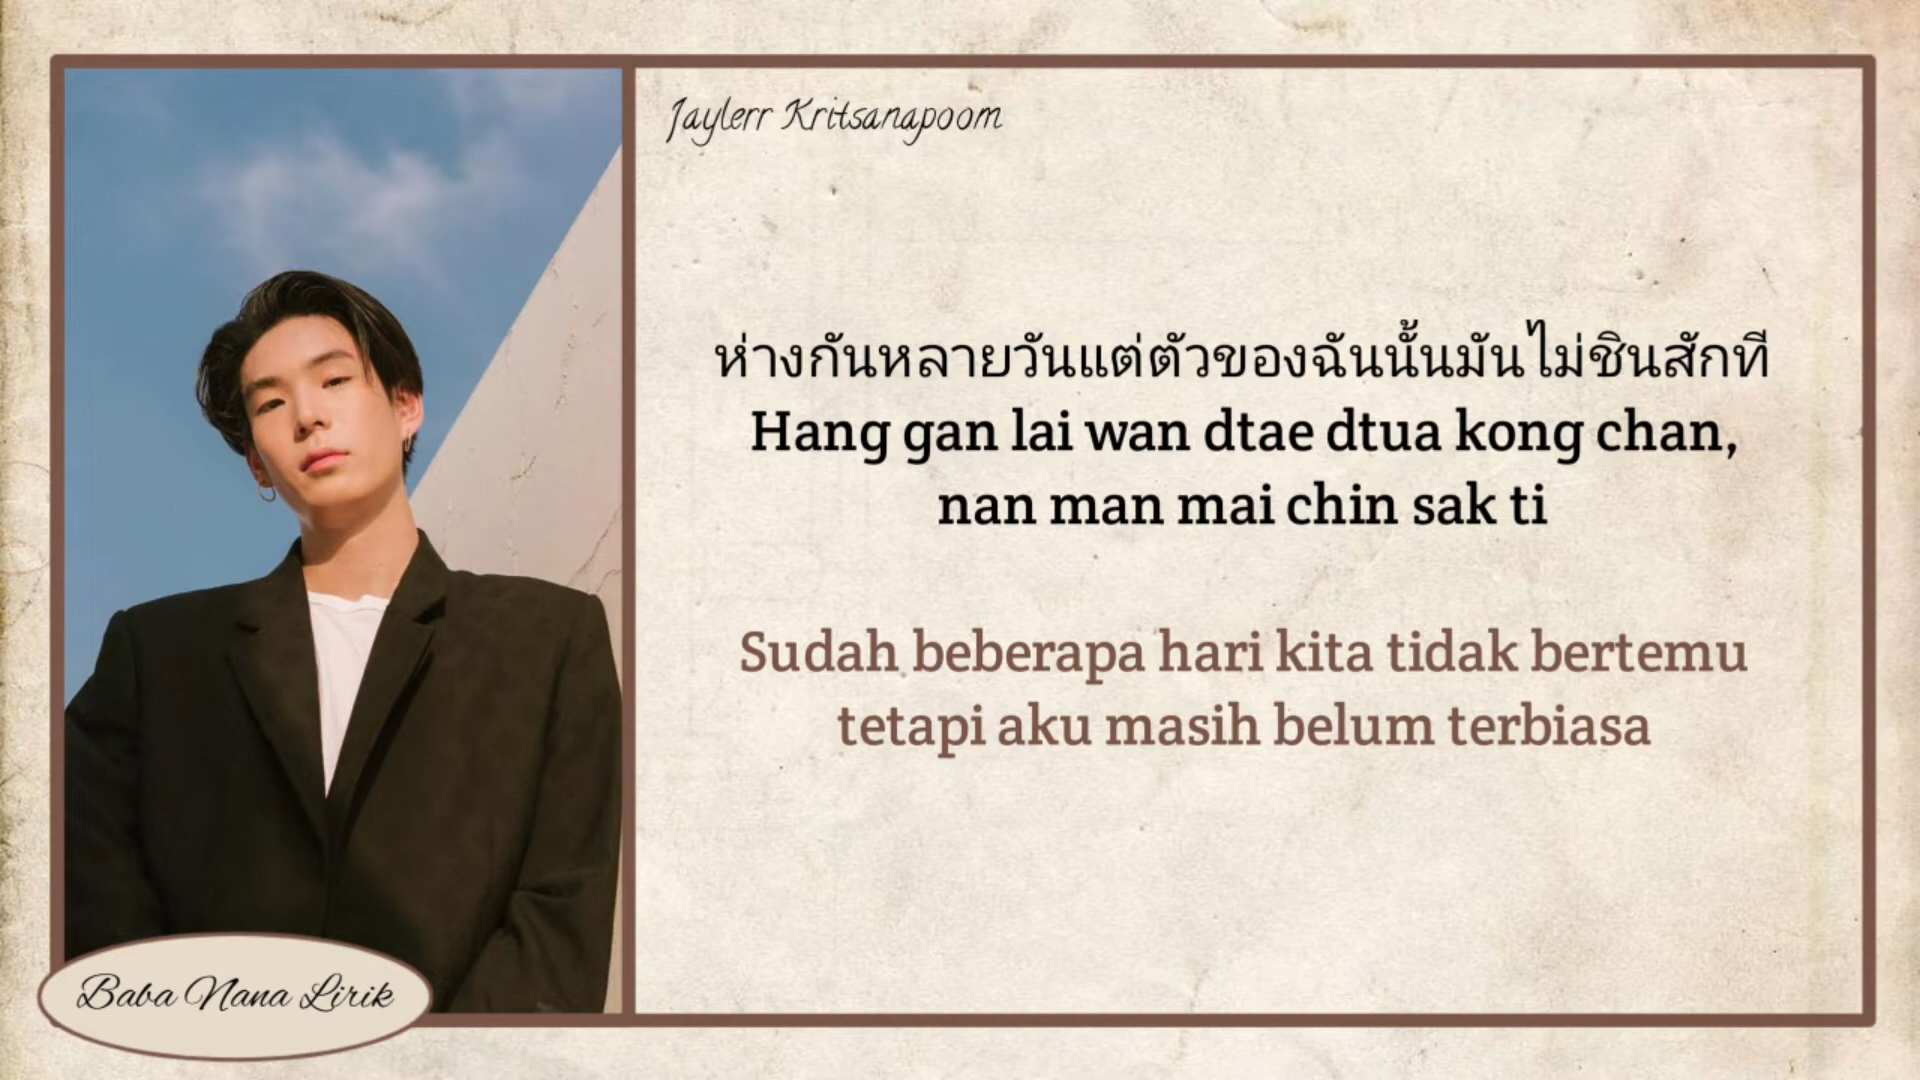 Jaylerr Kritsanapoom
ห่างกันหลายวันแต่ตัวของฉันนั้นมันไม่ชินสักที
Hang gan lai wan dtae dtua kong chan,
nan man mai chin sak ti
Sudah beberapa hari kita tidak bertemu
tetapi aku masih belum terbiasa
Baba Nana Lirik